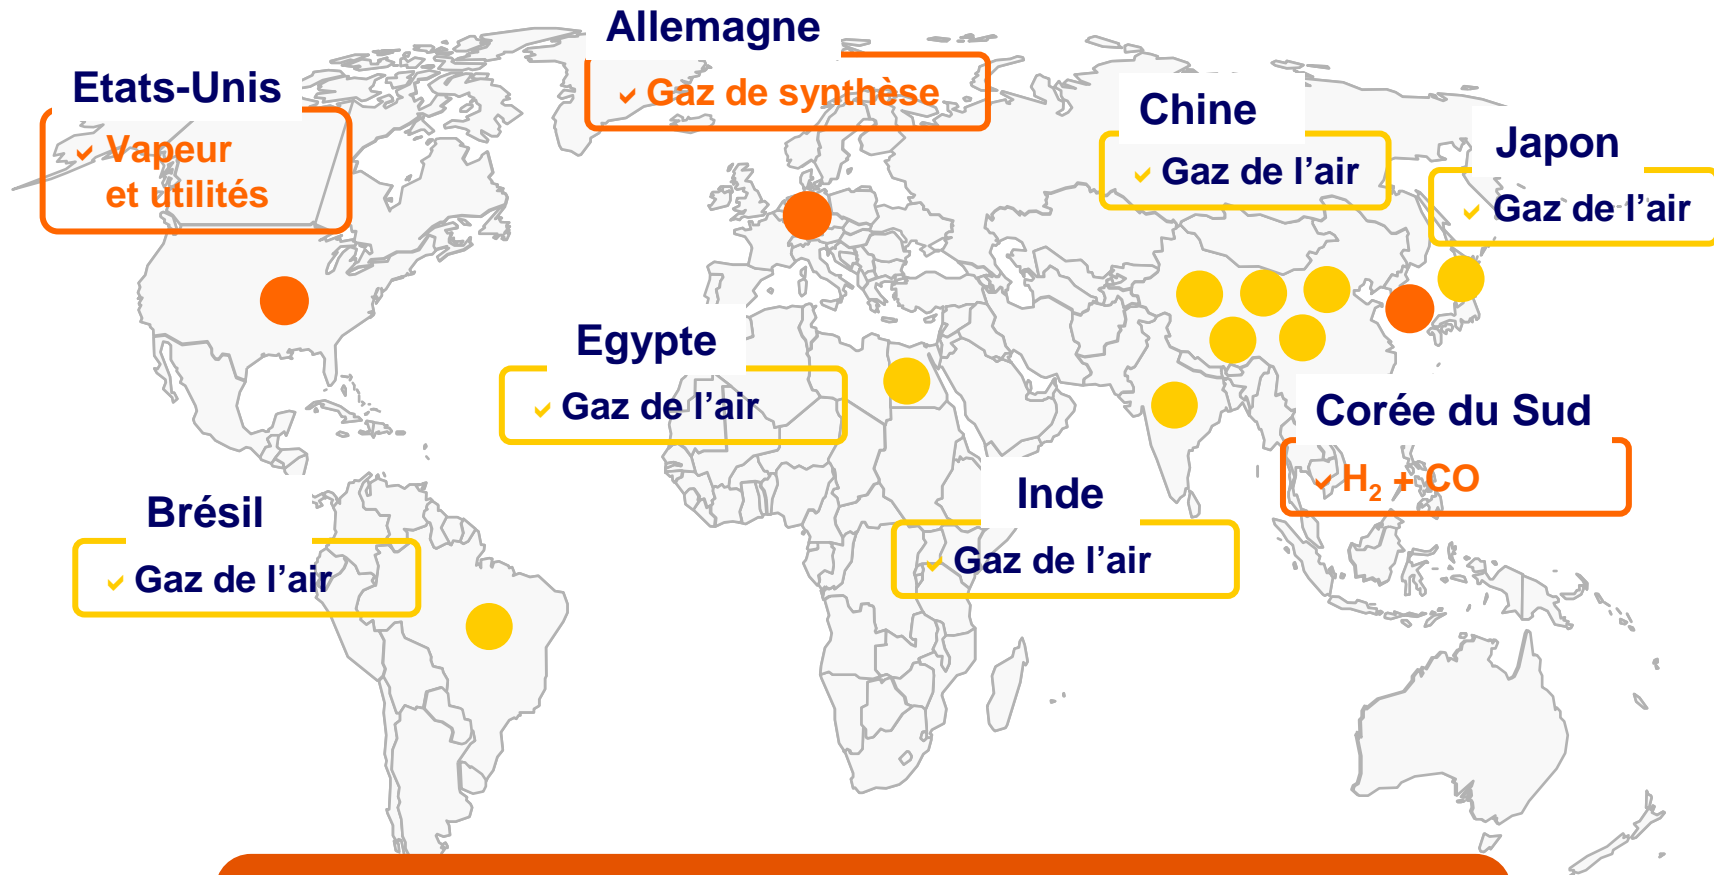 Allemagne
✓ Gaz de synthèse
Etats-Unis
✓ Vapeur
et utilités
Chine
✓ Gaz de l’air
Japon
✓ Gaz de l’air
Egypte
✓ Gaz de l’air
Corée du Sud
✓ H₂ + CO
Inde
✓ Gaz de l’air
Brésil
✓ Gaz de l’air